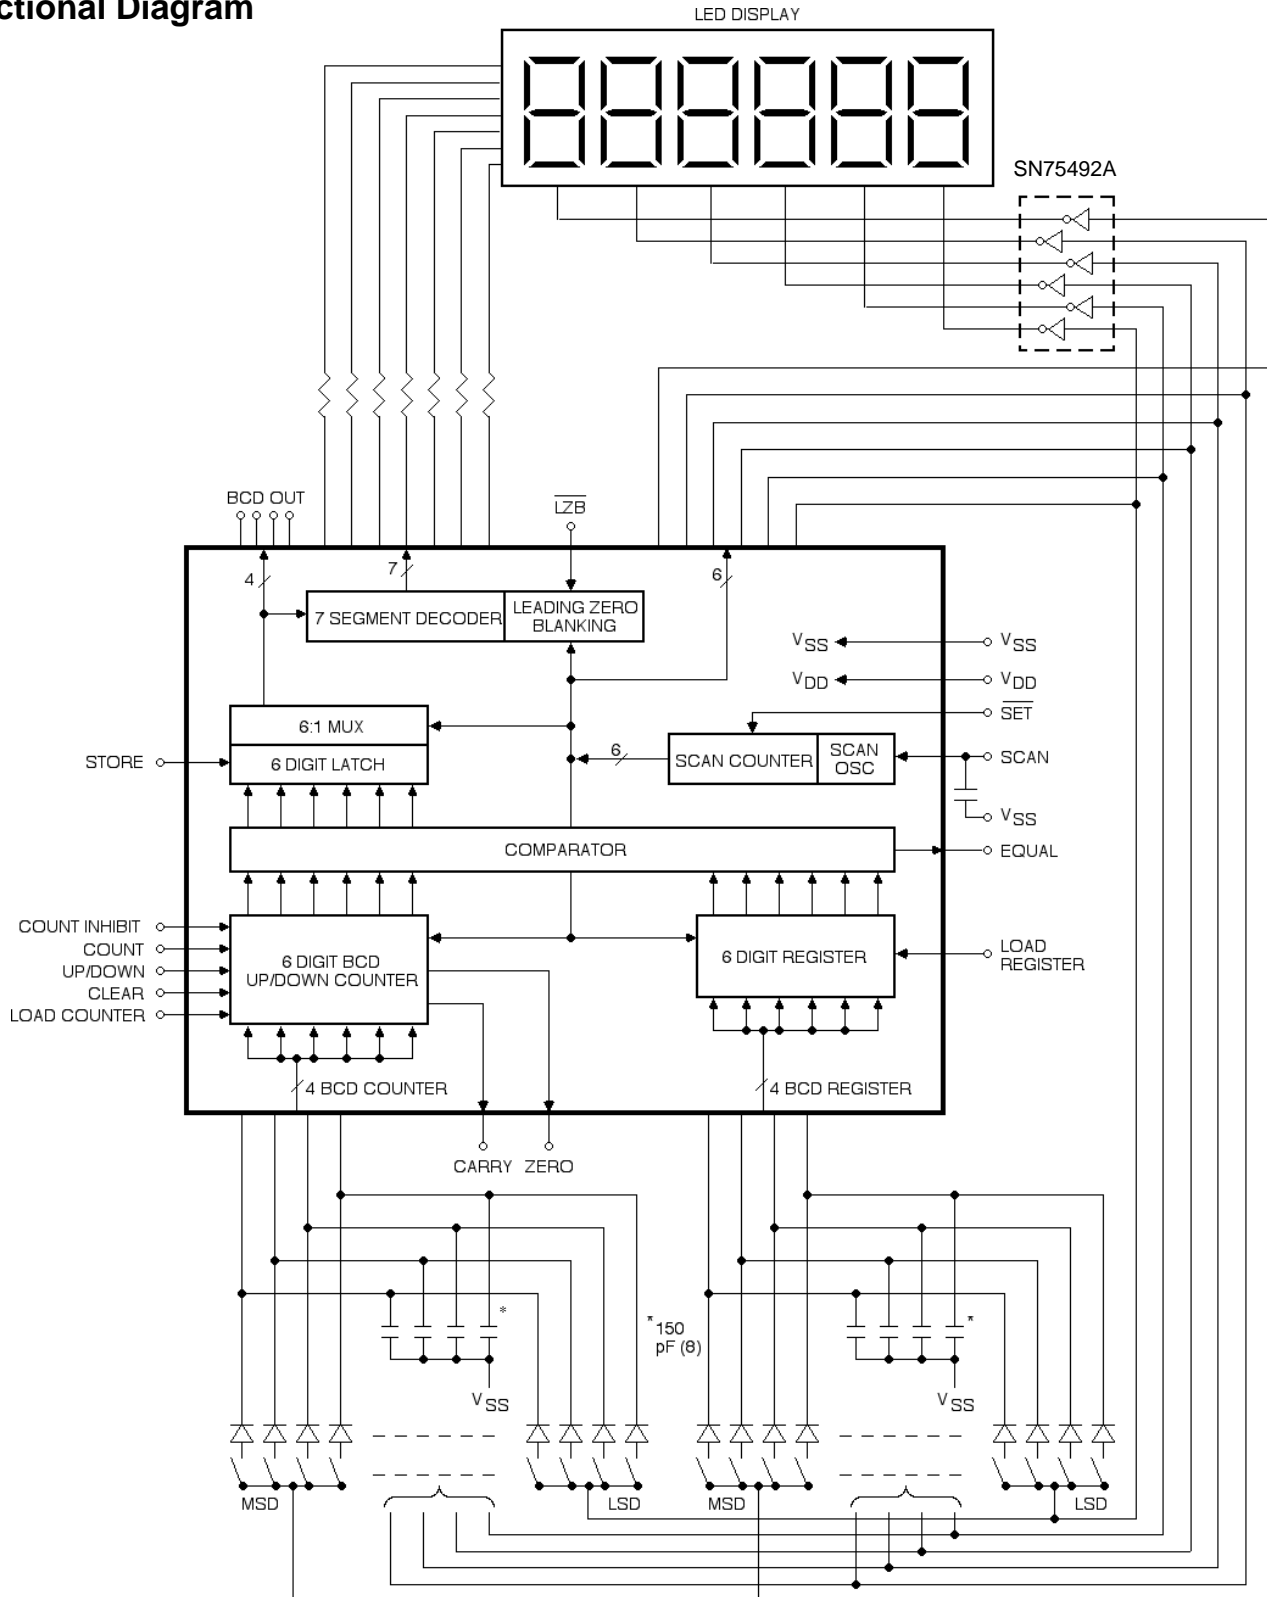 ctional Diagram
LED DISPLAY
SN75492A
BCD OUT
LZB
4
7
6
7 SEGMENT DECODER
LEADING ZERO
BLANKING
VSS
VSS
VDD
VDD
SET
6:1 MUX
STORE
6 DIGIT LATCH
6
SCAN COUNTER
SCAN
OSC
SCAN
VSS
COMPARATOR
EQUAL
COUNT INHIBIT
COUNT
UP/DOWN
CLEAR
LOAD COUNTER
6 DIGIT BCD
UP/DOWN COUNTER
6 DIGIT REGISTER
LOAD
REGISTER
4 BCD COUNTER
4 BCD REGISTER
CARRY
ZERO
*
*150
pF (8)
*
VSS
VSS
MSD
LSD
MSD
LSD